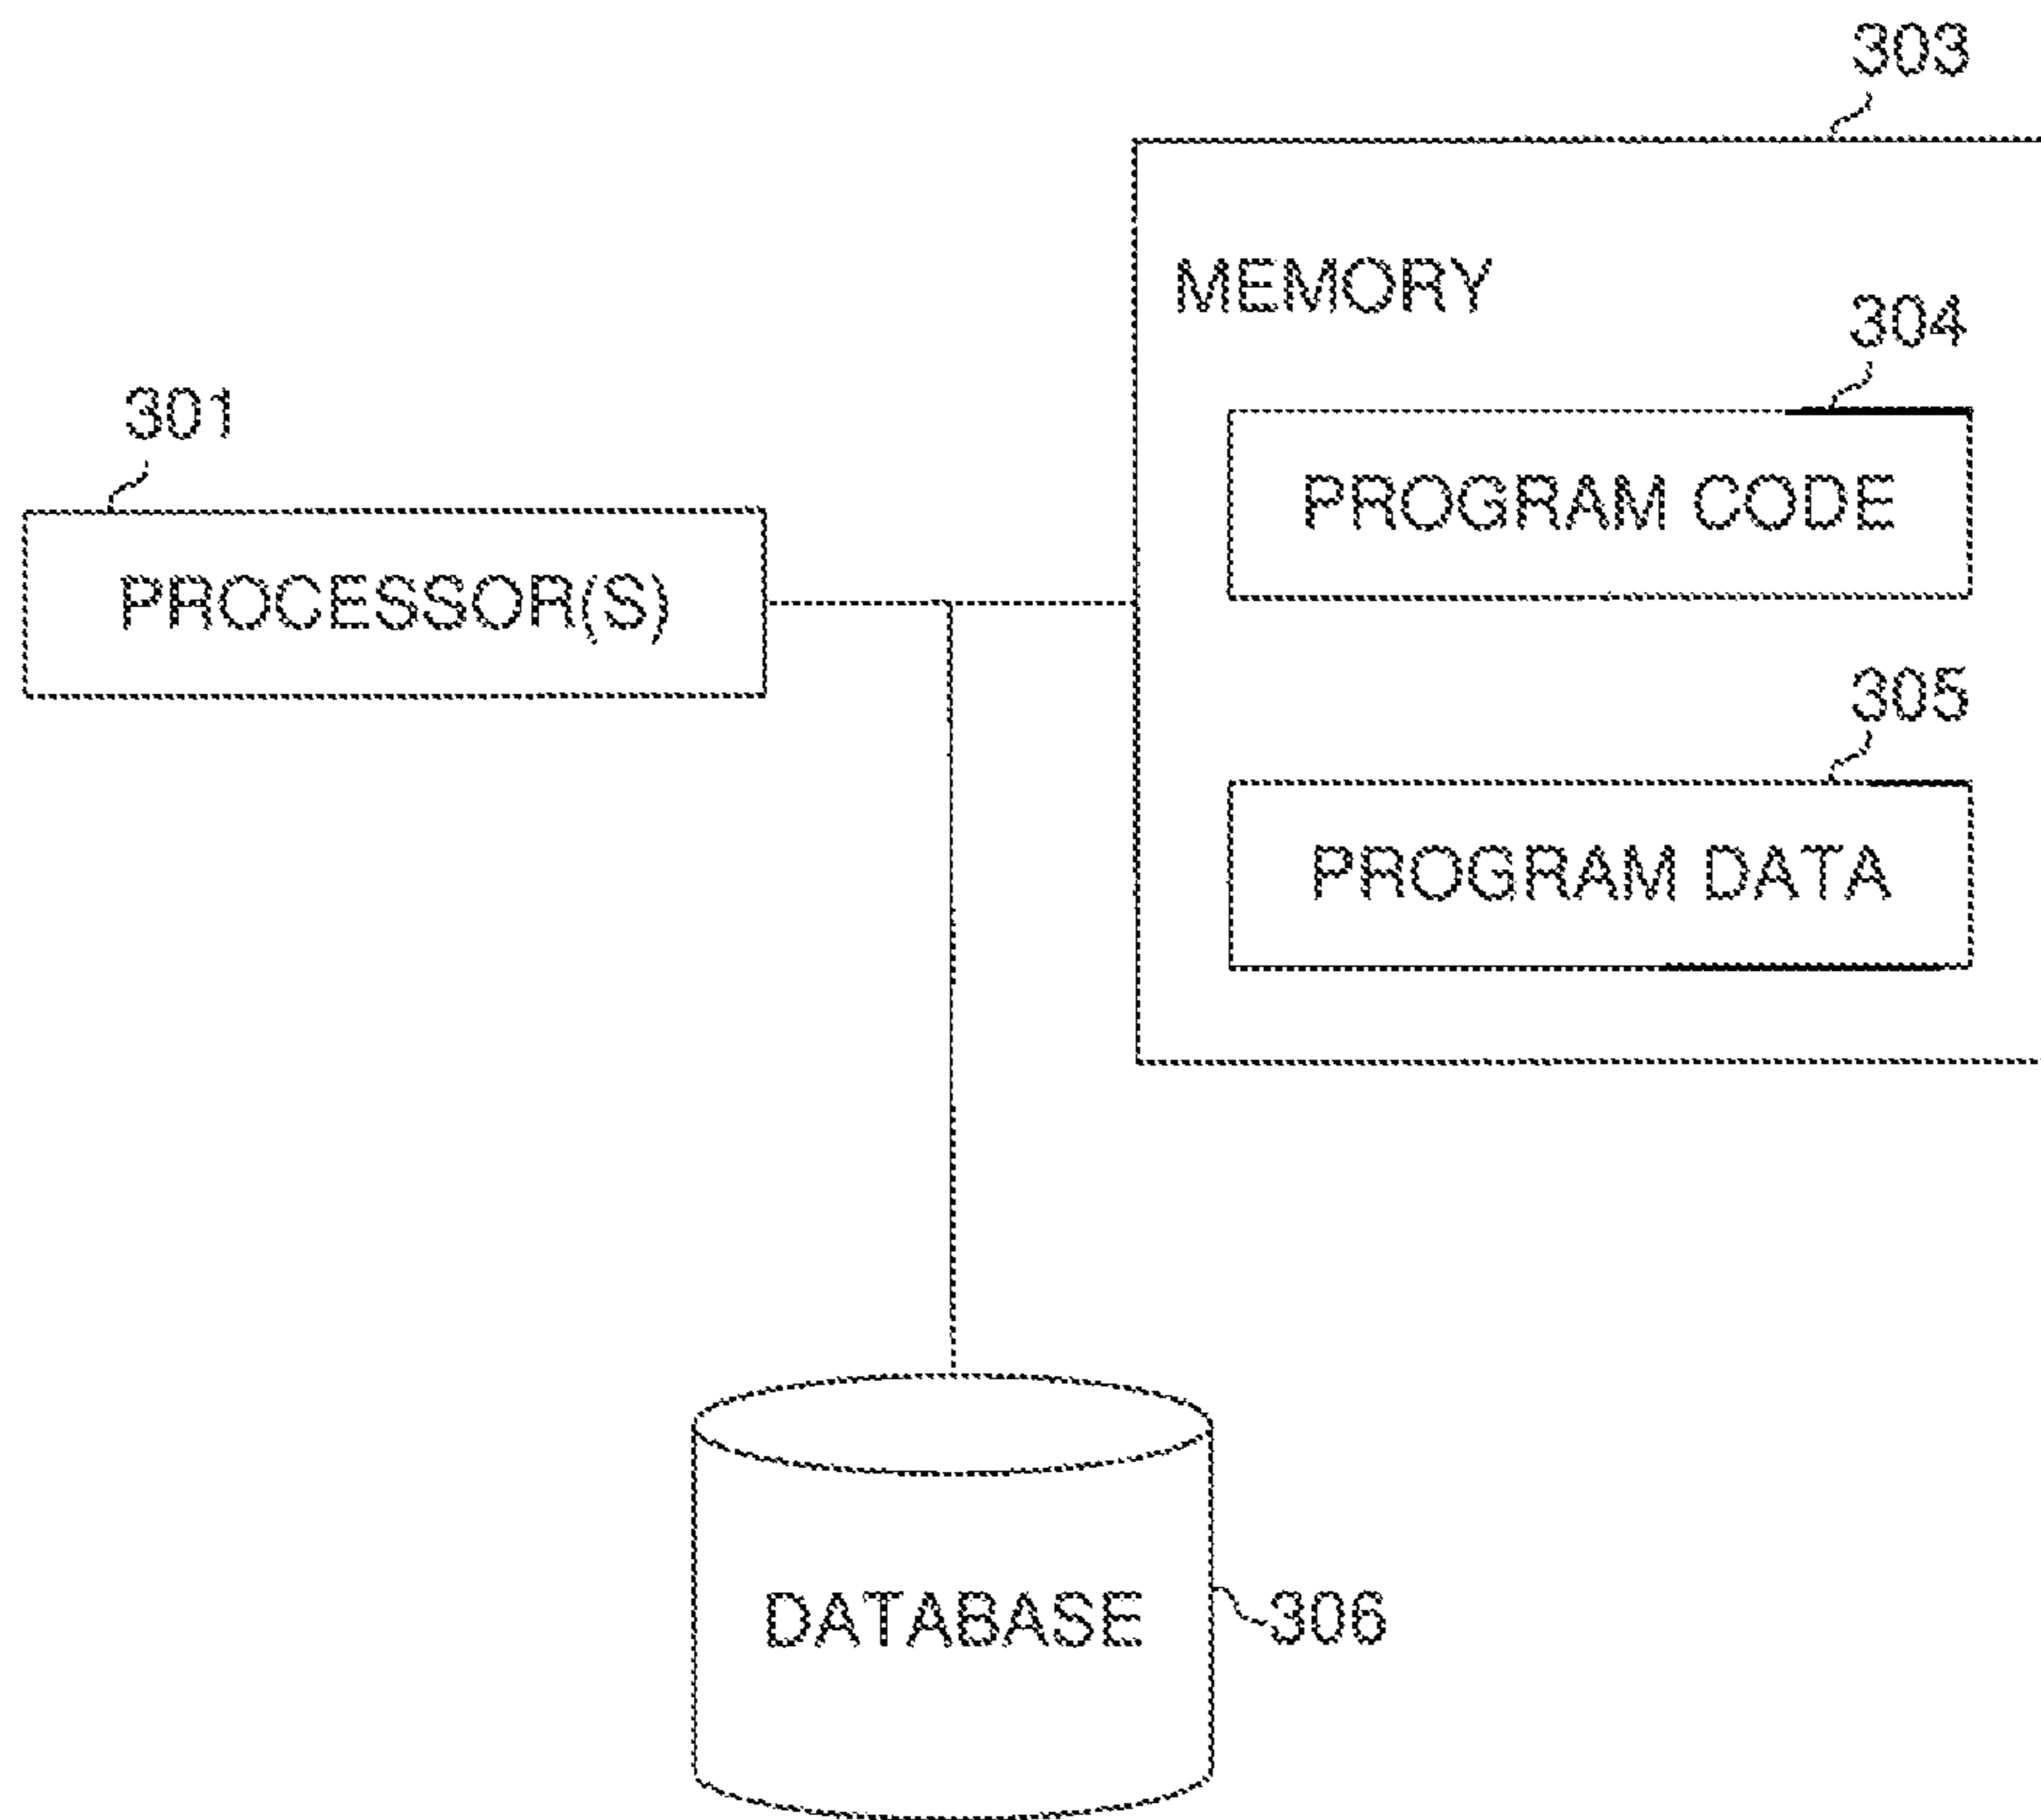 303
MEMORY
304
301
PROGRAM CODE
PROCESSOR(S)
305
PROGRAM DATA
DATABASE
306